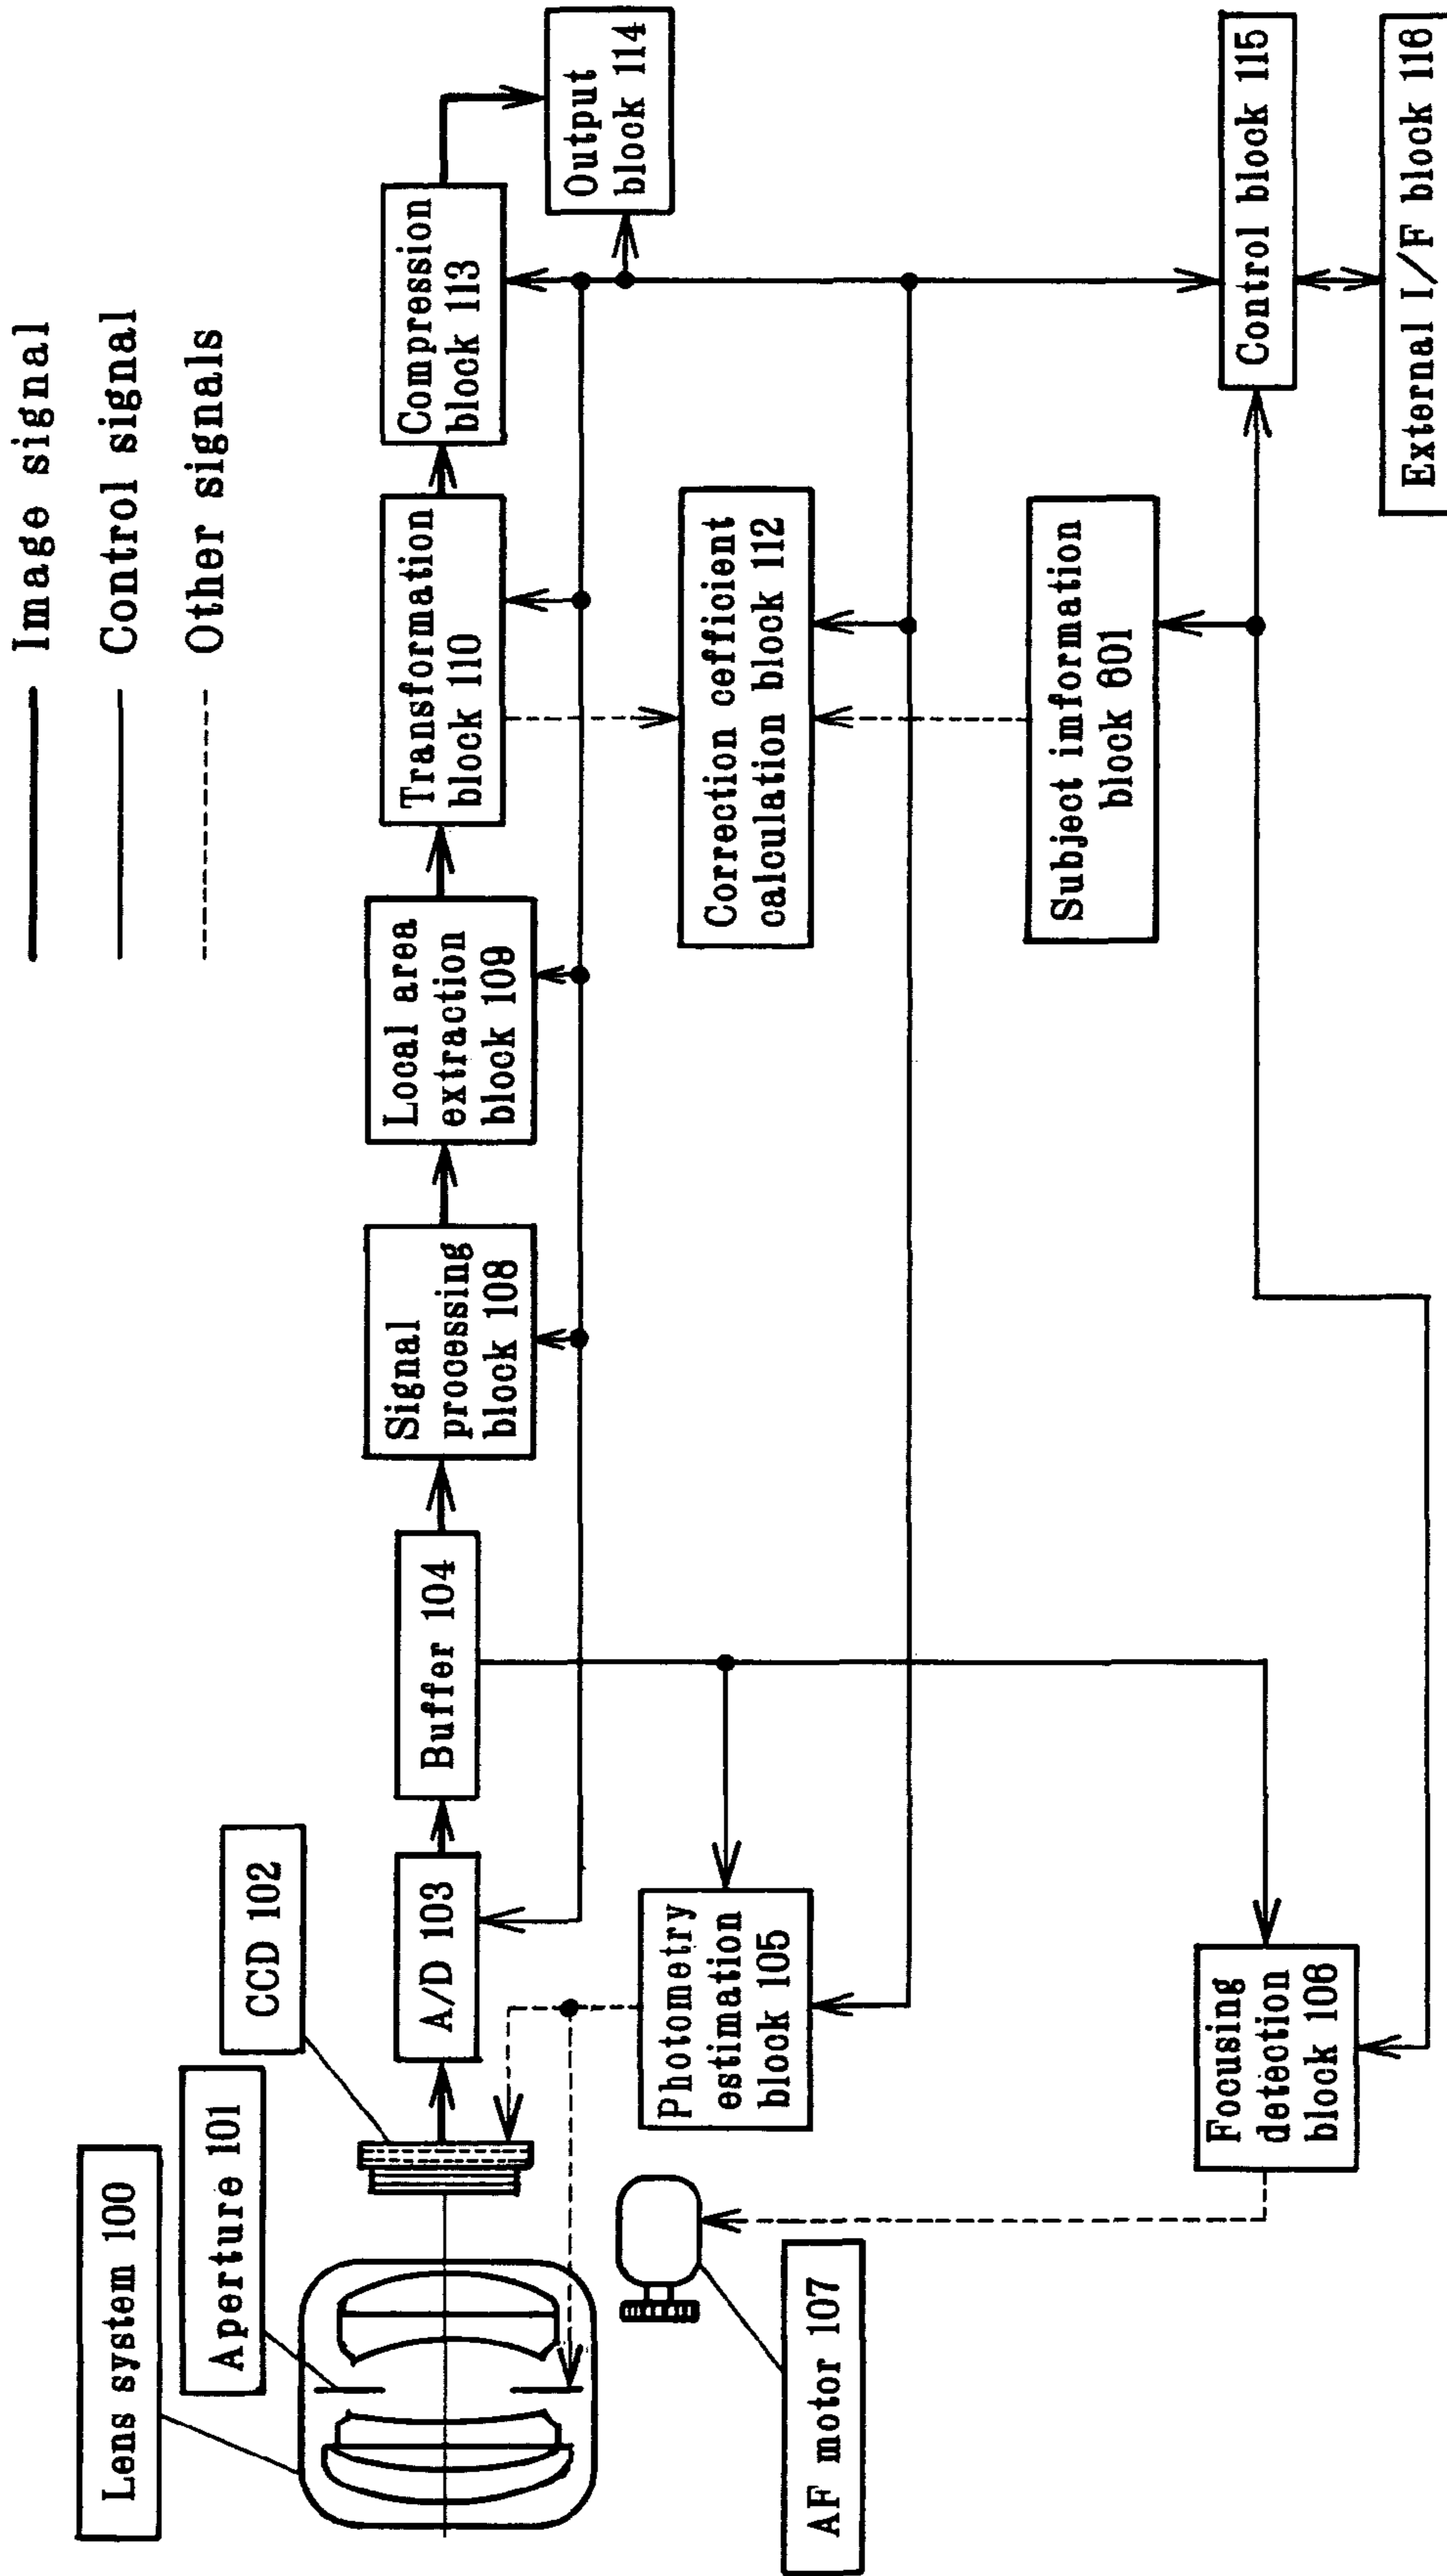 Image signal
Control signal
Other signals
Lens system 100
Aperture 101
CCD 102
A/D 103
Buffer 104
Signal
processing
block 108
Local area
extraction
block 109
Transformation
block 110
Compression
block 113
Output
block 114
Photometry
estimation
block 105
Correction cefficient
calculation block 112
AF motor 107
Focusing
detection
block 106
Subject imformation
block 601
Control block 115
External I/F block 116